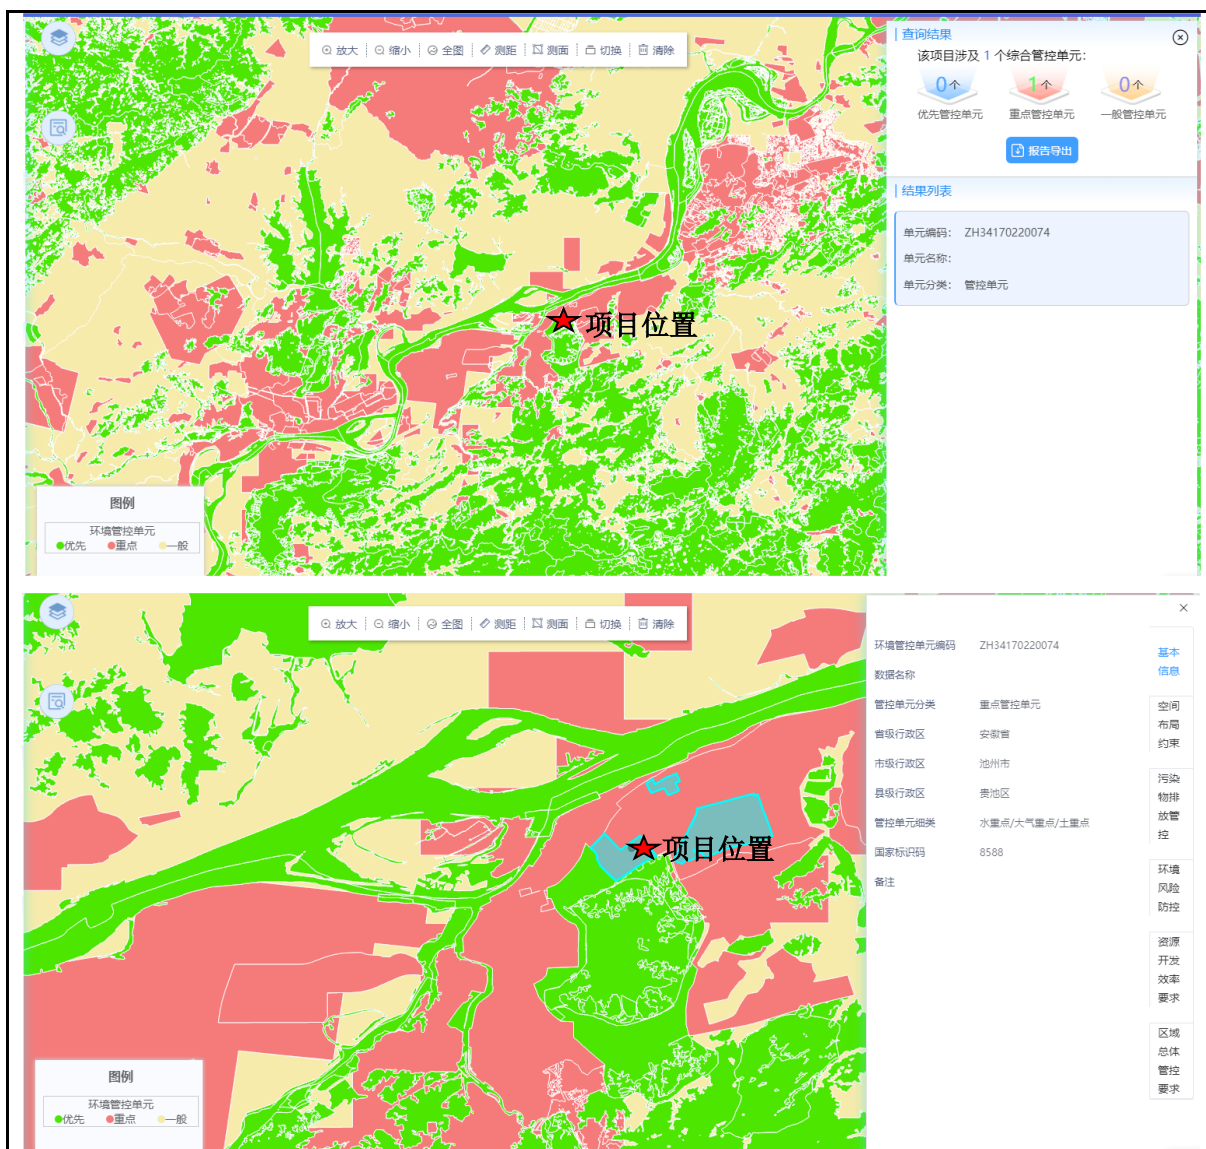 放大 缩小 全图 测距 测面 切换 清除
查询结果
该项目涉及 1 个综合管控单元：
0个 1个 0个
优先管控单元 重点管控单元 一般管控单元
报告导出
结果列表
单元编码： ZH34170220074
单元名称：
单元分类： 管控单元
项目位置
图例
环境管控单元
优先 重点 一般
放大 缩小 全图 测距 测面 切换 清除
环境管控单元编码 ZH34170220074
数据名称
管控单元分类 重点管控单元
省级行政区 安徽省
市级行政区 池州市
县级行政区 贵池区
管控单元细类 水重点/大气重点/土重点
国家标识码 8588
备注
基本
信息
空间
布局
约束
污染
物排
放管
控
环境
风险
防控
资源
开发
效率
要求
区域
总体
管控
要求
项目位置
图例
环境管控单元
优先 重点 一般